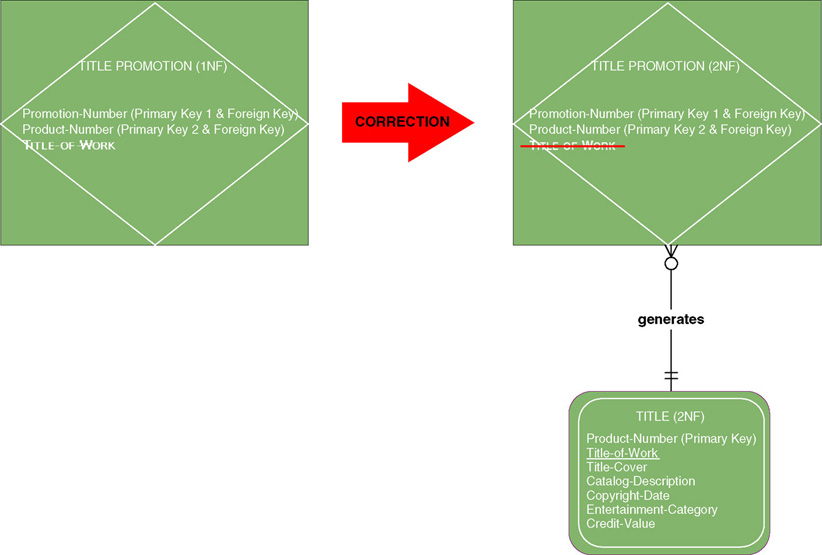 TITLE PROMOTION (1NF)
Promotion-Number (Primary Key 1 & Foreign Key)
Product-Number (Primary Key 2 & Foreign Key)
Title-of-Work
CORRECTION
TITLE PROMOTION (2NF)
Promotion-Number (Primary Key 1 & Foreign Key)
Product-Number (Primary Key 2 & Foreign Key)
Title of Work
generates
TITLE (2NF)
Product-Number (Primary Key)
Title-of-Work
Title-Cover
Catalog-Description
Copyright-Date
Entertainment-Category
Credit-Value